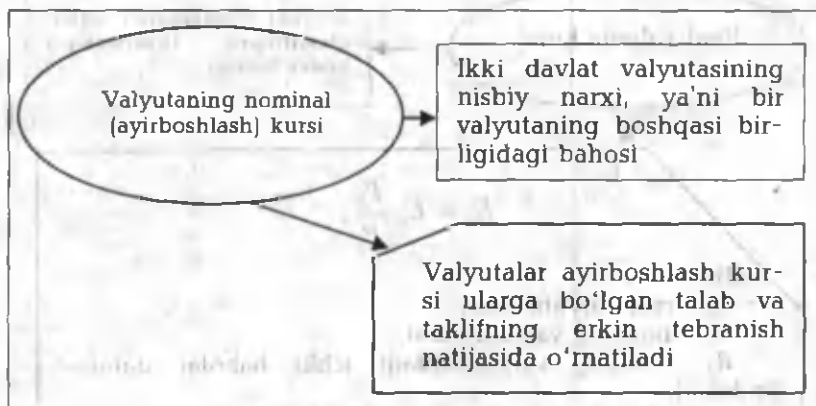 Valyutaning nominal
(ayirboshlash) kursi
Ikki davlat valyutasining
nisbiy narxi, ya'ni bir
valyutaning boshqasi bir-
ligidagi bahosi
Valyutalar ayirboshlash kur-
si ularga bo‘lgan talab va
taklifning erkin tebranish
natijasida o‘rnatiladi